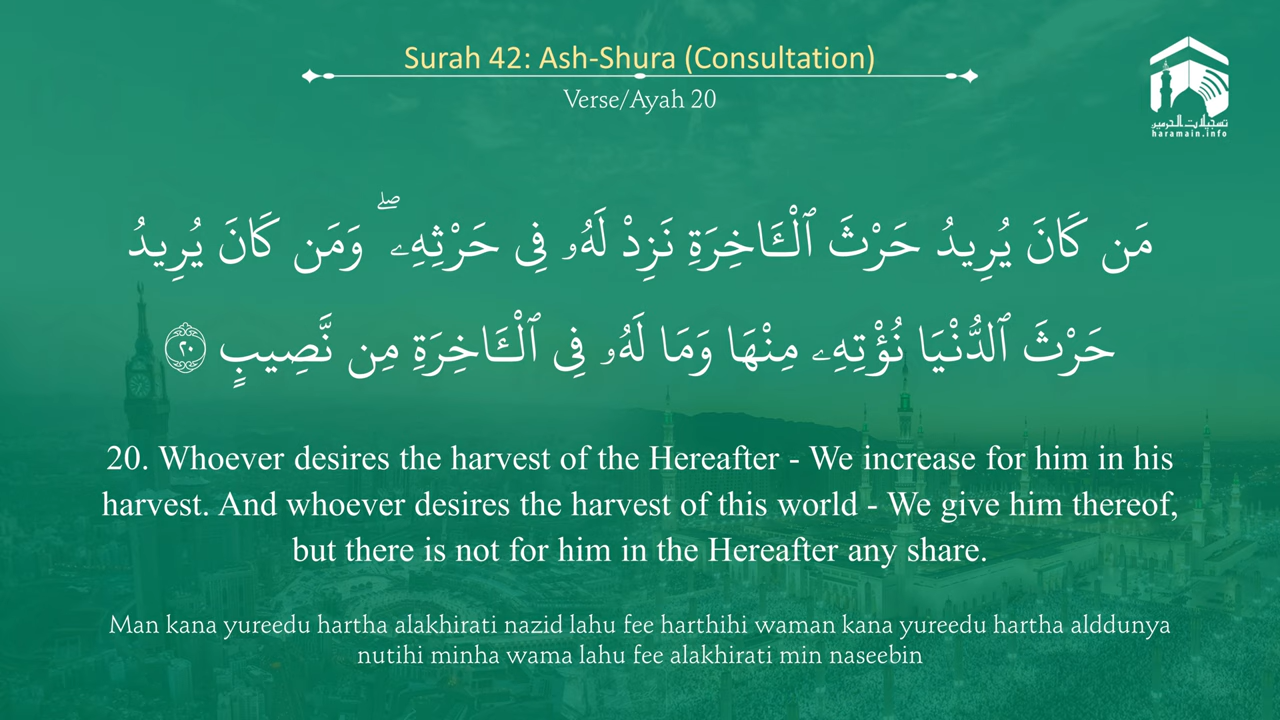 Surah 42: Ash-Shura (Consultation)
Verse/Ayah 20
تسجيلات الحرمين
haramain.info
مَن كَانَ يُرِيدُ حَرْثَ ٱلْـَٔاخِرَةِ نَزِدْ لَهُۥ فِى حَرْثِهِۦ ۖ وَمَن كَانَ يُرِيدُ
حَرْثَ ٱلدُّنْيَا نُؤْتِهِۦ مِنْهَا وَمَا لَهُۥ فِى ٱلْـَٔاخِرَةِ مِن نَّصِيبٍ ٢٠
20. Whoever desires the harvest of the Hereafter - We increase for him in his
harvest. And whoever desires the harvest of this world - We give him thereof,
but there is not for him in the Hereafter any share.
Man kana yureedu hartha alakhirati nazid lahu fee harthihi waman kana yureedu hartha alddunya
nutihi minha wama lahu fee alakhirati min naseebin